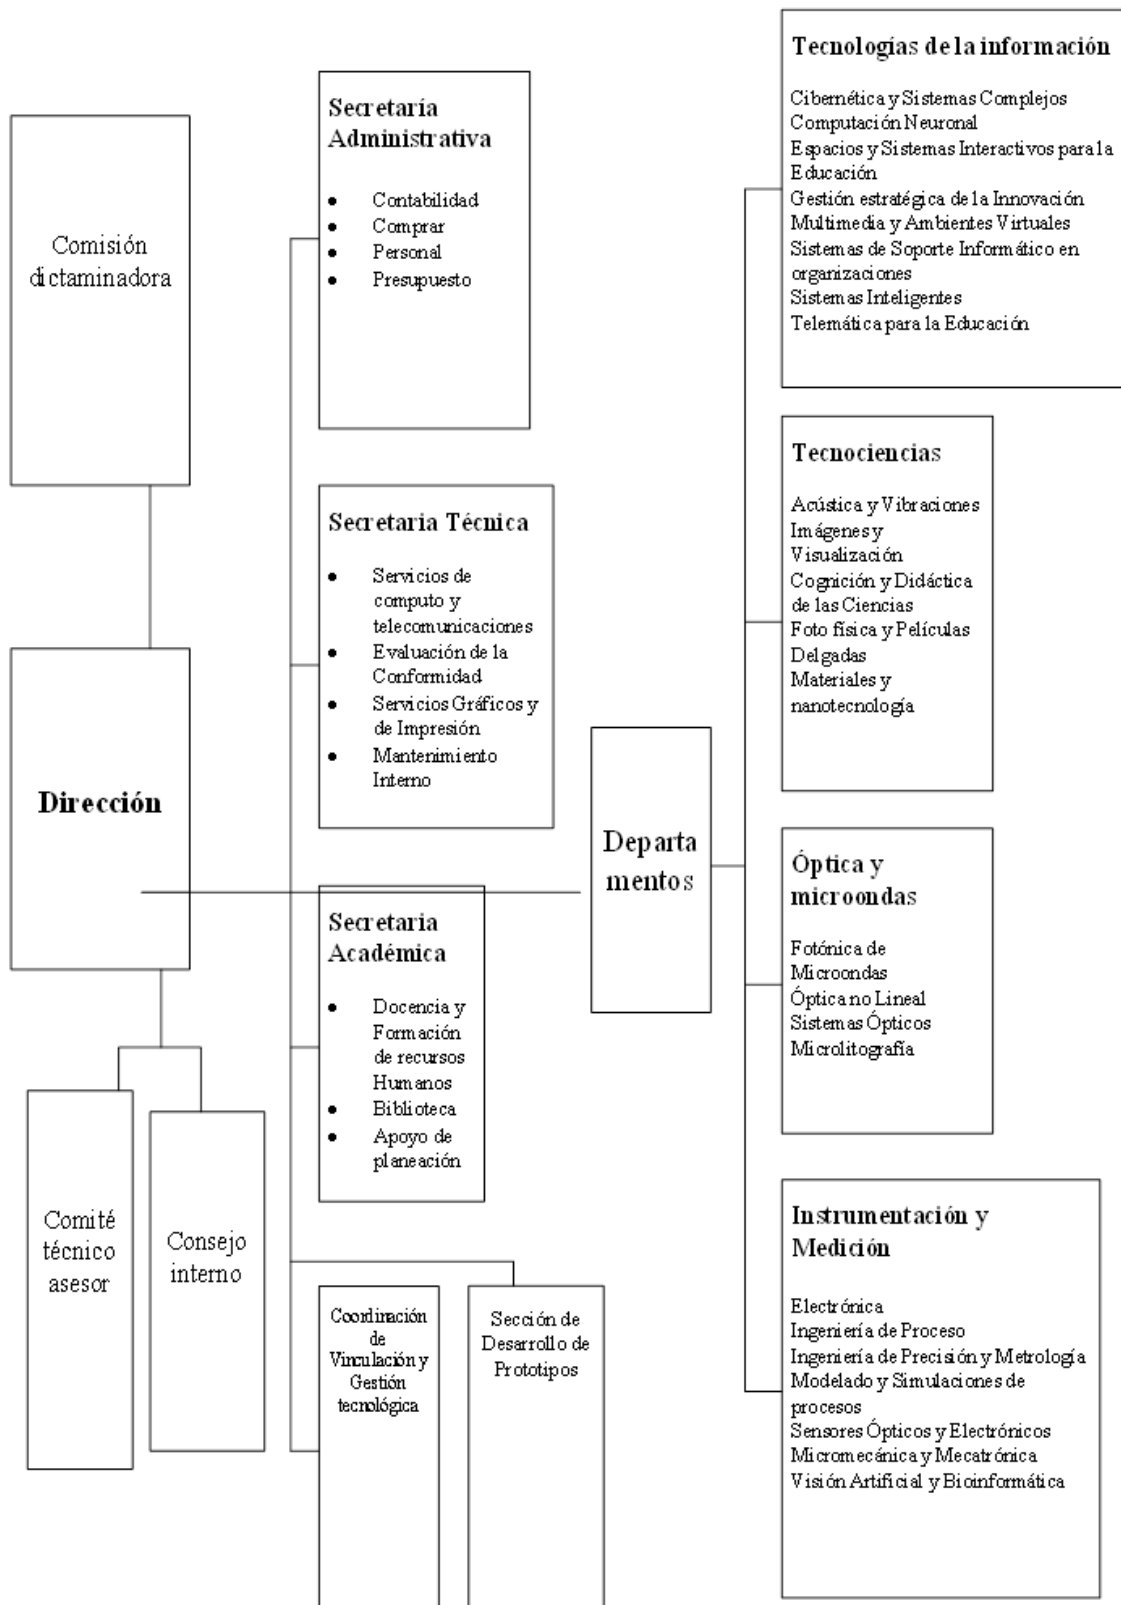 Comisión
dictaminadora
Dirección
Comité
técnico
asesor
Consejo
interno
Secretaría
Administrativa
● Contabilidad
● Comprar
● Personal
● Presupuesto
Secretaria Técnica
● Servicios de
computo y
telecomunicaciones
● Evaluación de la
Conformidad
● Servicios Gráficos y
de Impresión
● Mantenimiento
Interno
Secretaria
Académica
● Docencia y
Formación
de recursos
Humanos
● Biblioteca
● Apoyo de
planeación
Coordinación
de
Vinculación y
Gestión
tecnológica
Sección de
Desarrollo de
Prototipos
Departa
mentos
Tecnologías de la información
Cibernética y Sistemas Complejos
Computación Neuronal
Espacios y Sistemas Interactivos para la
Educación
Gestión estratégica de la Innovación
Multimedia y Ambientes Virtuales
Sistemas de Soporte Informático en
organizaciones
Sistemas Inteligentes
Telemática para la Educación
Tecnociencias
Acústica y Vibraciones
Imágenes y
Visualización
Cognición y Didáctica
de las Ciencias
Foto física y Películas
Delgadas
Materiales y
nanotecnología
Óptica y
microondas
Fotónica de
Microondas
Óptica no Lineal
Sistemas Ópticos
Microlitografía
Instrumentación y
Medición
Electrónica
Ingeniería de Proceso
Ingeniería de Precisión y Metrología
Modelado y Simulaciones de
procesos
Sensores Ópticos y Electrónicos
Micromecánica y Mecatrónica
Visión Artificial y Bioinformática